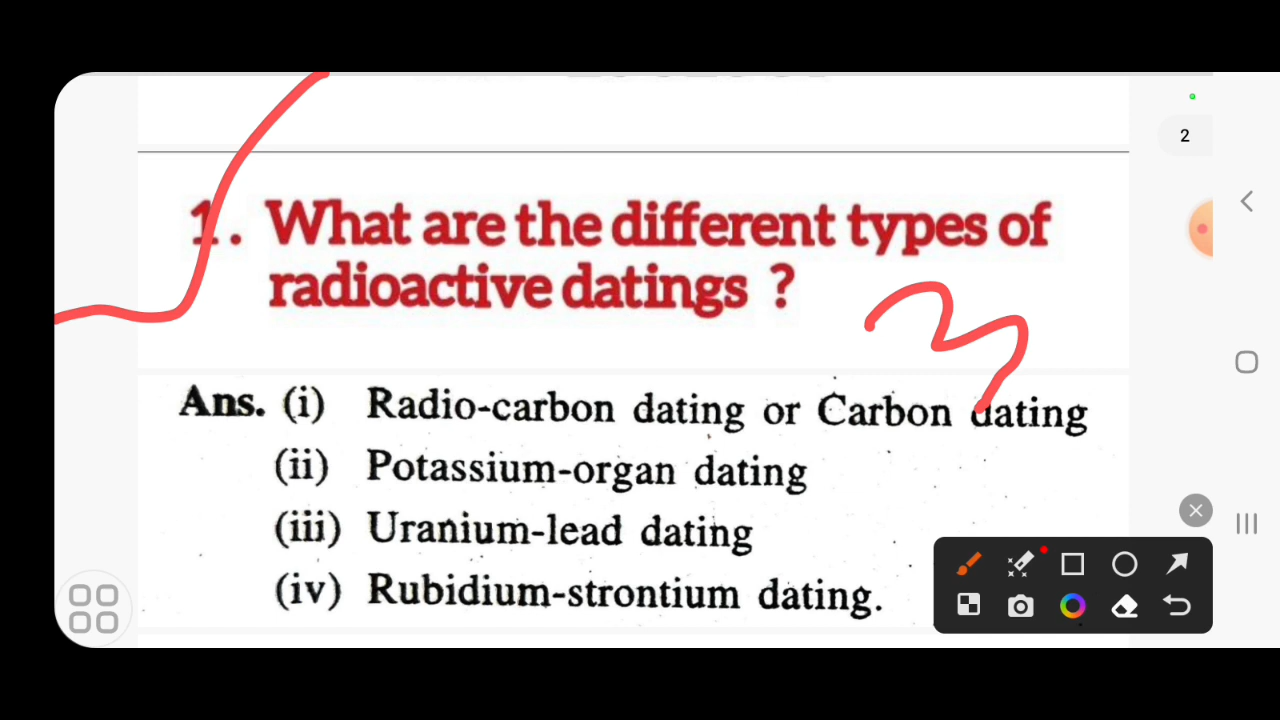 2
1. What are the different types of
radioactive datings ?
Ans. (i) Radio-carbon dating or Carbon dating
(ii) Potassium-organ dating
(iii) Uranium-lead dating
(iv) Rubidium-strontium dating.